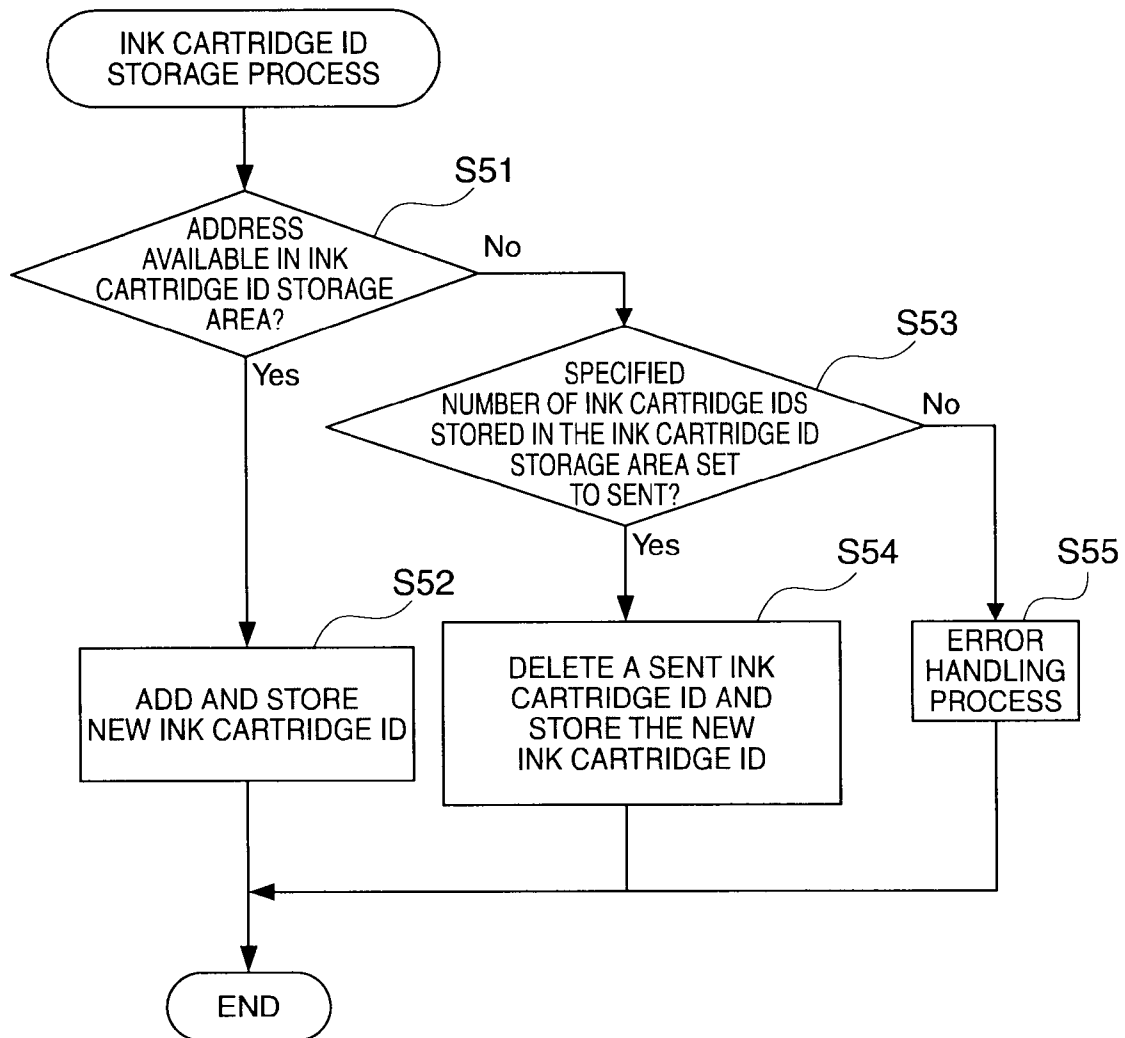 INK CARTRIDGE ID
STORAGE PROCESS
S51
ADDRESS
AVAILABLE IN INK
CARTRIDGE ID STORAGE
AREA?
No
Yes
S53
SPECIFIED
NUMBER OF INK CARTRIDGE IDS
STORED IN THE INK CARTRIDGE ID
STORAGE AREA SET
TO SENT?
No
Yes
S52
ADD AND STORE
NEW INK CARTRIDGE ID
S54
DELETE A SENT INK
CARTRIDGE ID AND
STORE THE NEW
INK CARTRIDGE ID
S55
ERROR
HANDLING
PROCESS
END